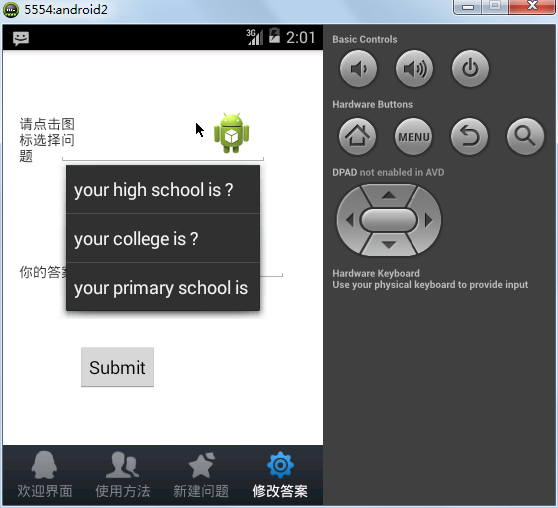 5554:android2
3G 2:01
请点击图
标选择问
题
your high school is ?
your college is ?
your primary school is
你的答案
Submit
欢迎界面 使用方法 新建问题 修改答案
Basic Controls
Hardware Buttons
MENU
DPAD not enabled in AVD
Hardware Keyboard
Use your physical keyboard to provide input